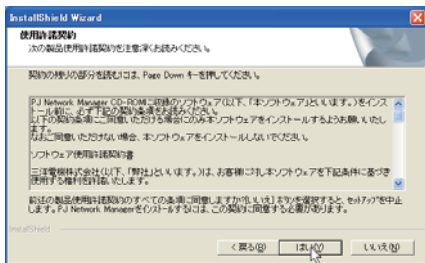 InstallShield Wizard
使用許諾契約
次の製品使用許諾契約を注意深くお読みください。
契約の残りの部分を読むには、Page Down キーを押してください。
PJ Network Manager CD-ROMに収様のソフトウェア(以下、「本ソフトウェア」といいます。)をインス
トール前に、必ず下記の契約条項をお読みください。
以下の契約条項にご同意いただける場合にのみ本ソフトウェアをインストールするようお願いいたし
ます。
なおご同意いただけない場合、本ソフトウェアをインストールしないでください。
ソフトウェア使用許諾契約書
三洋電機株式会社(以下、「弊社」といいます。)は、お客様に対し本ソフトウェアを下記条件に基づき
使用する権利を許諾いたします。
前述の製品使用許諾契約のすべての条項に同意しますか?[いいえ]ボタンを選択すると、セットアップを中止
します。PJ Network Managerをインストールするには、この契約に同意する必要があります。
InstallShield
< 戻る(B)
はい(Y)
いいえ(N)